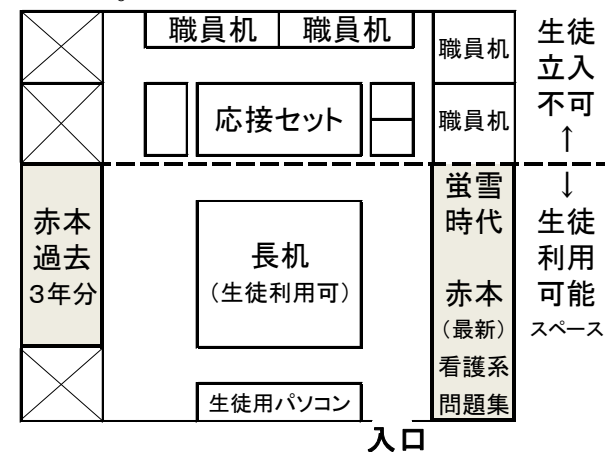 職員机
職員机
職員机
生徒
立入
不可
↑
応接セット
職員机
赤本
過去
3年分
長机
(生徒利用可)
蛍雪
時代
赤本
(最新)
看護系
問題集
↓
生徒
利用
可能
スペース
生徒用パソコン
入口